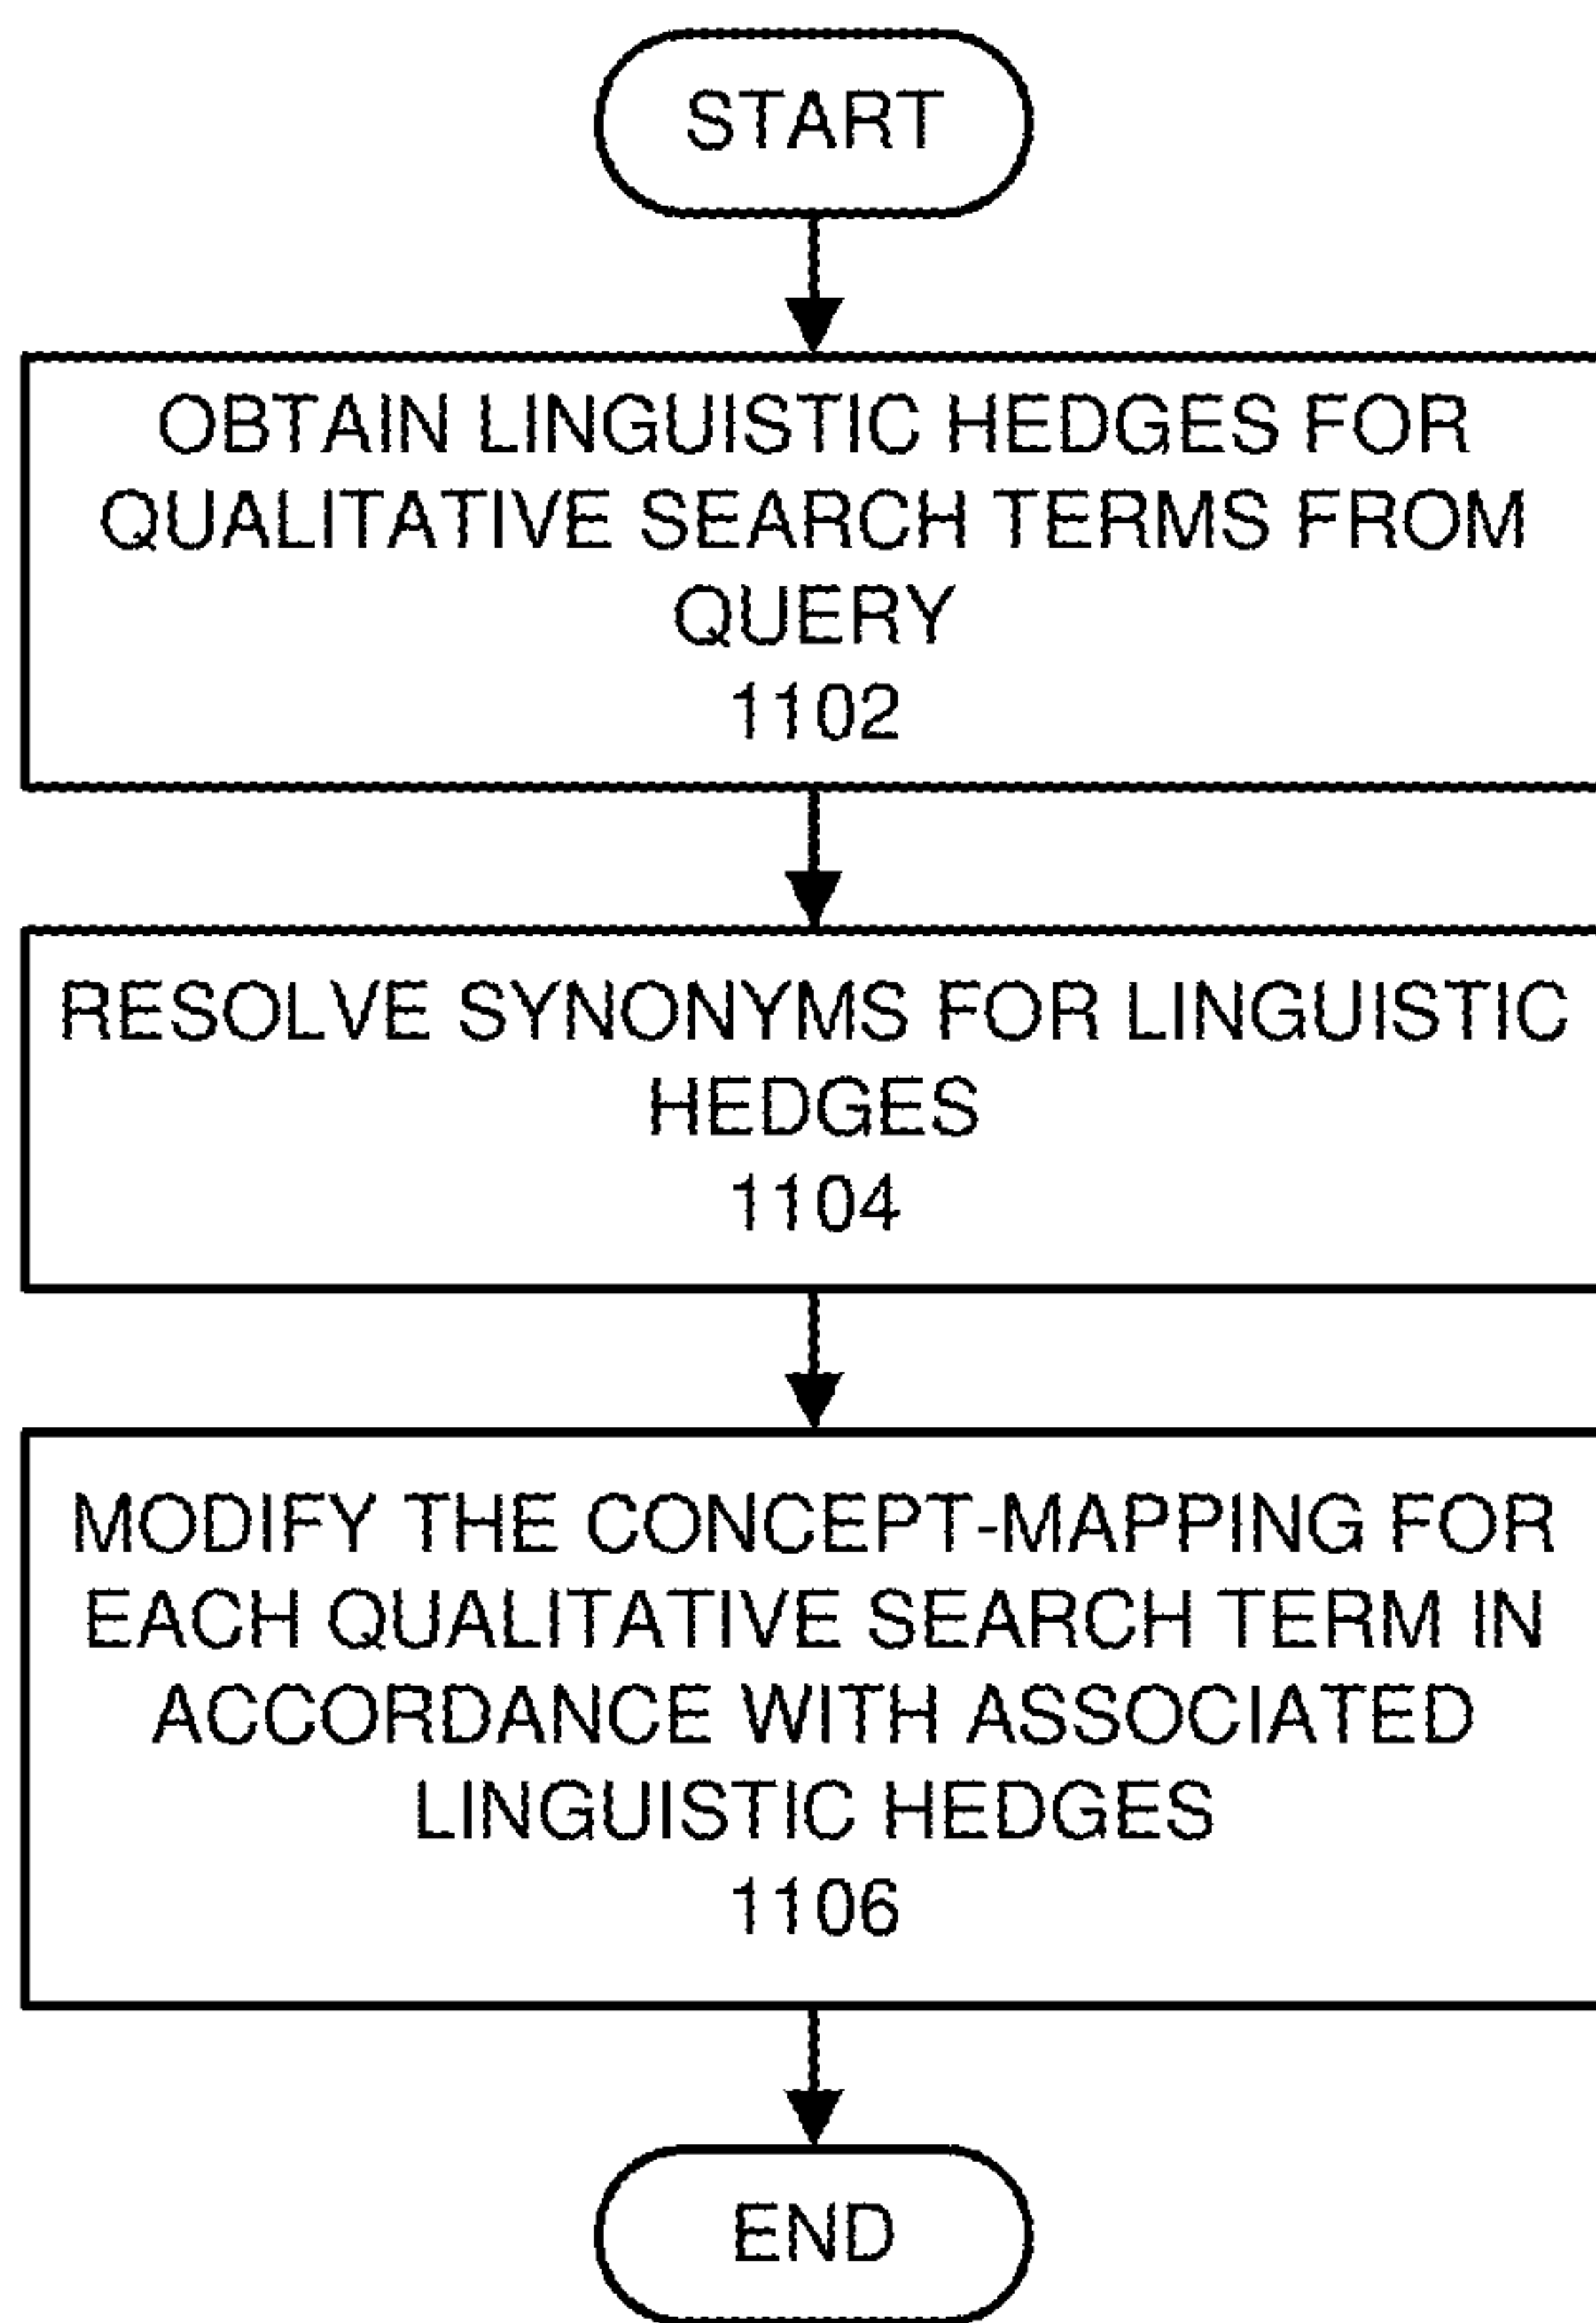 START
OBTAIN LINGUISTIC HEDGES FOR
QUALITATIVE SEARCH TERMS FROM
QUERY
1102
RESOLVE SYNONYMS FOR LINGUISTIC
HEDGES
1104
MODIFY THE CONCEPT-MAPPING FOR
EACH QUALITATIVE SEARCH TERM IN
ACCORDANCE WITH ASSOCIATED
LINGUISTIC HEDGES
1106
END